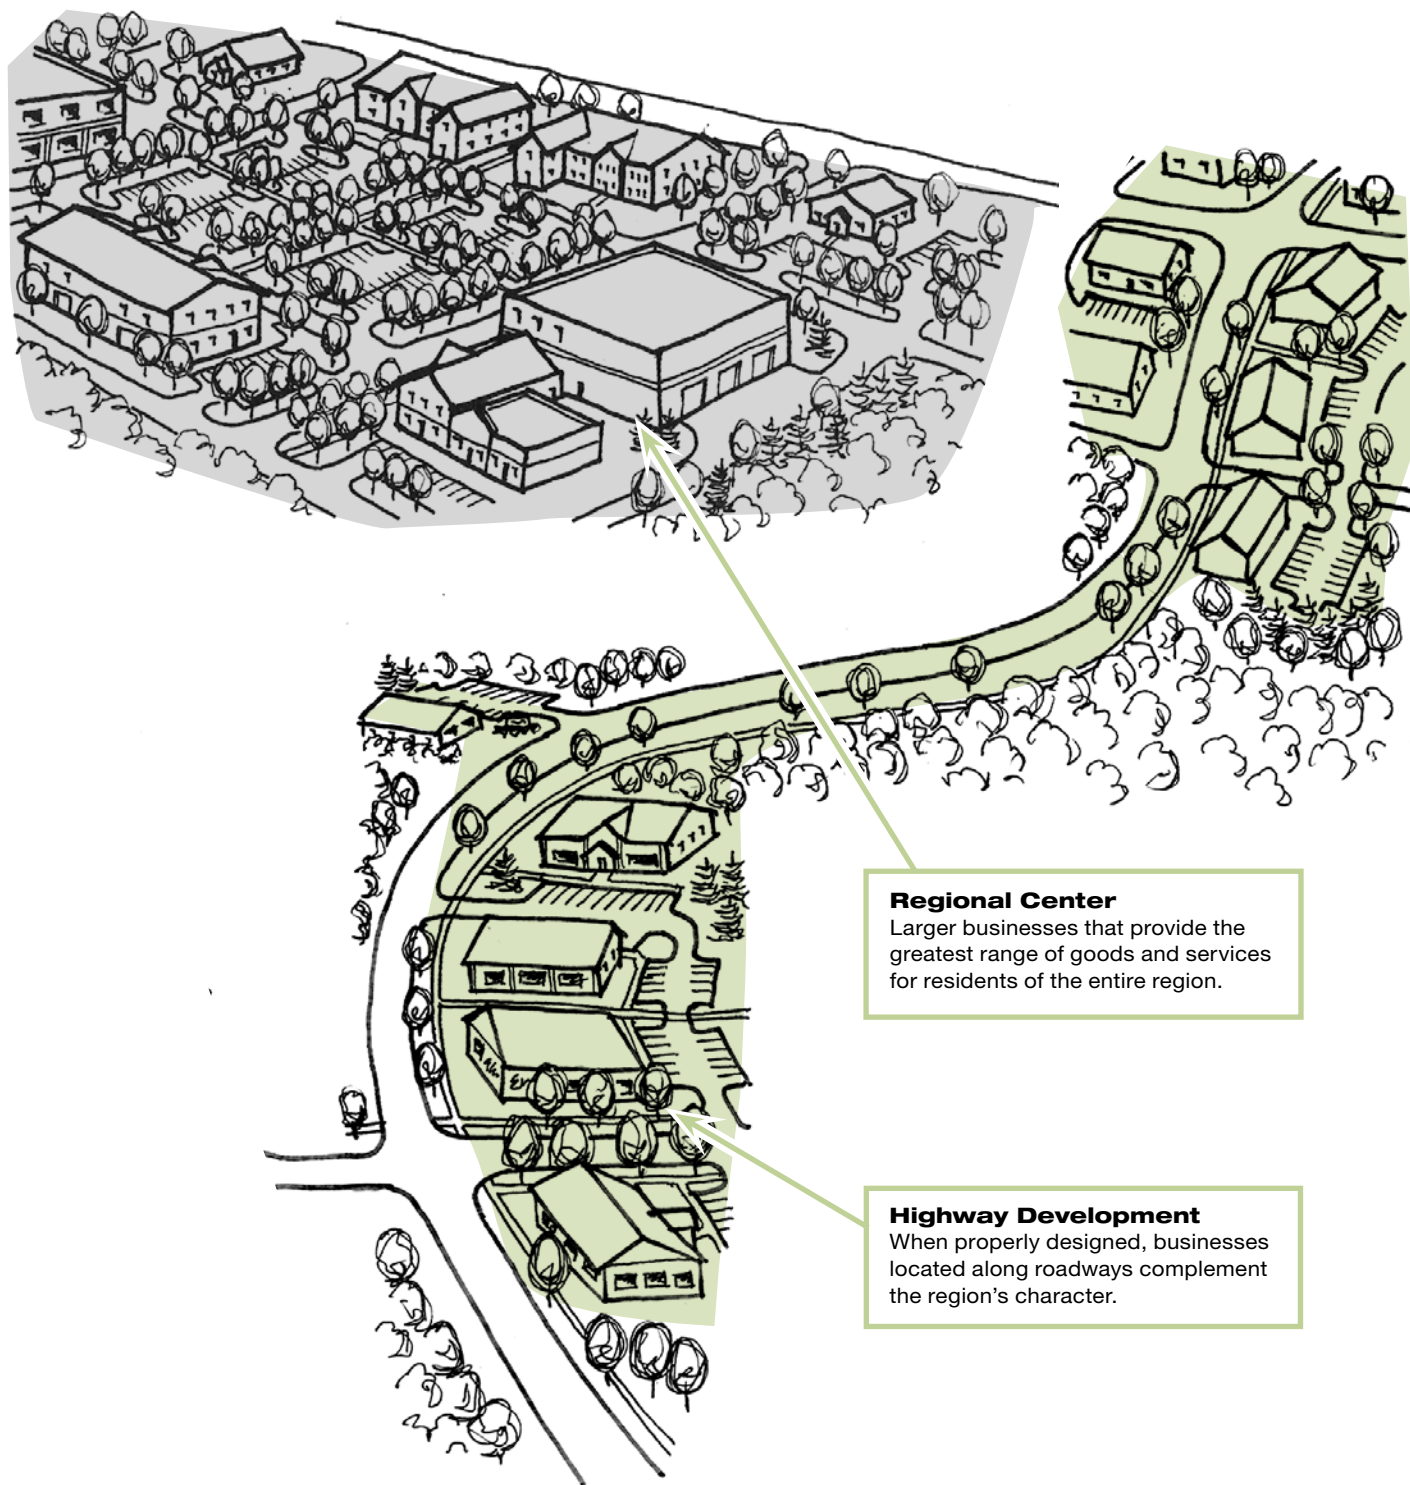 Regional Center
Larger businesses that provide the
greatest range of goods and services
for residents of the entire region.
Highway Development
When properly designed, businesses
located along roadways complement
the region’s character.